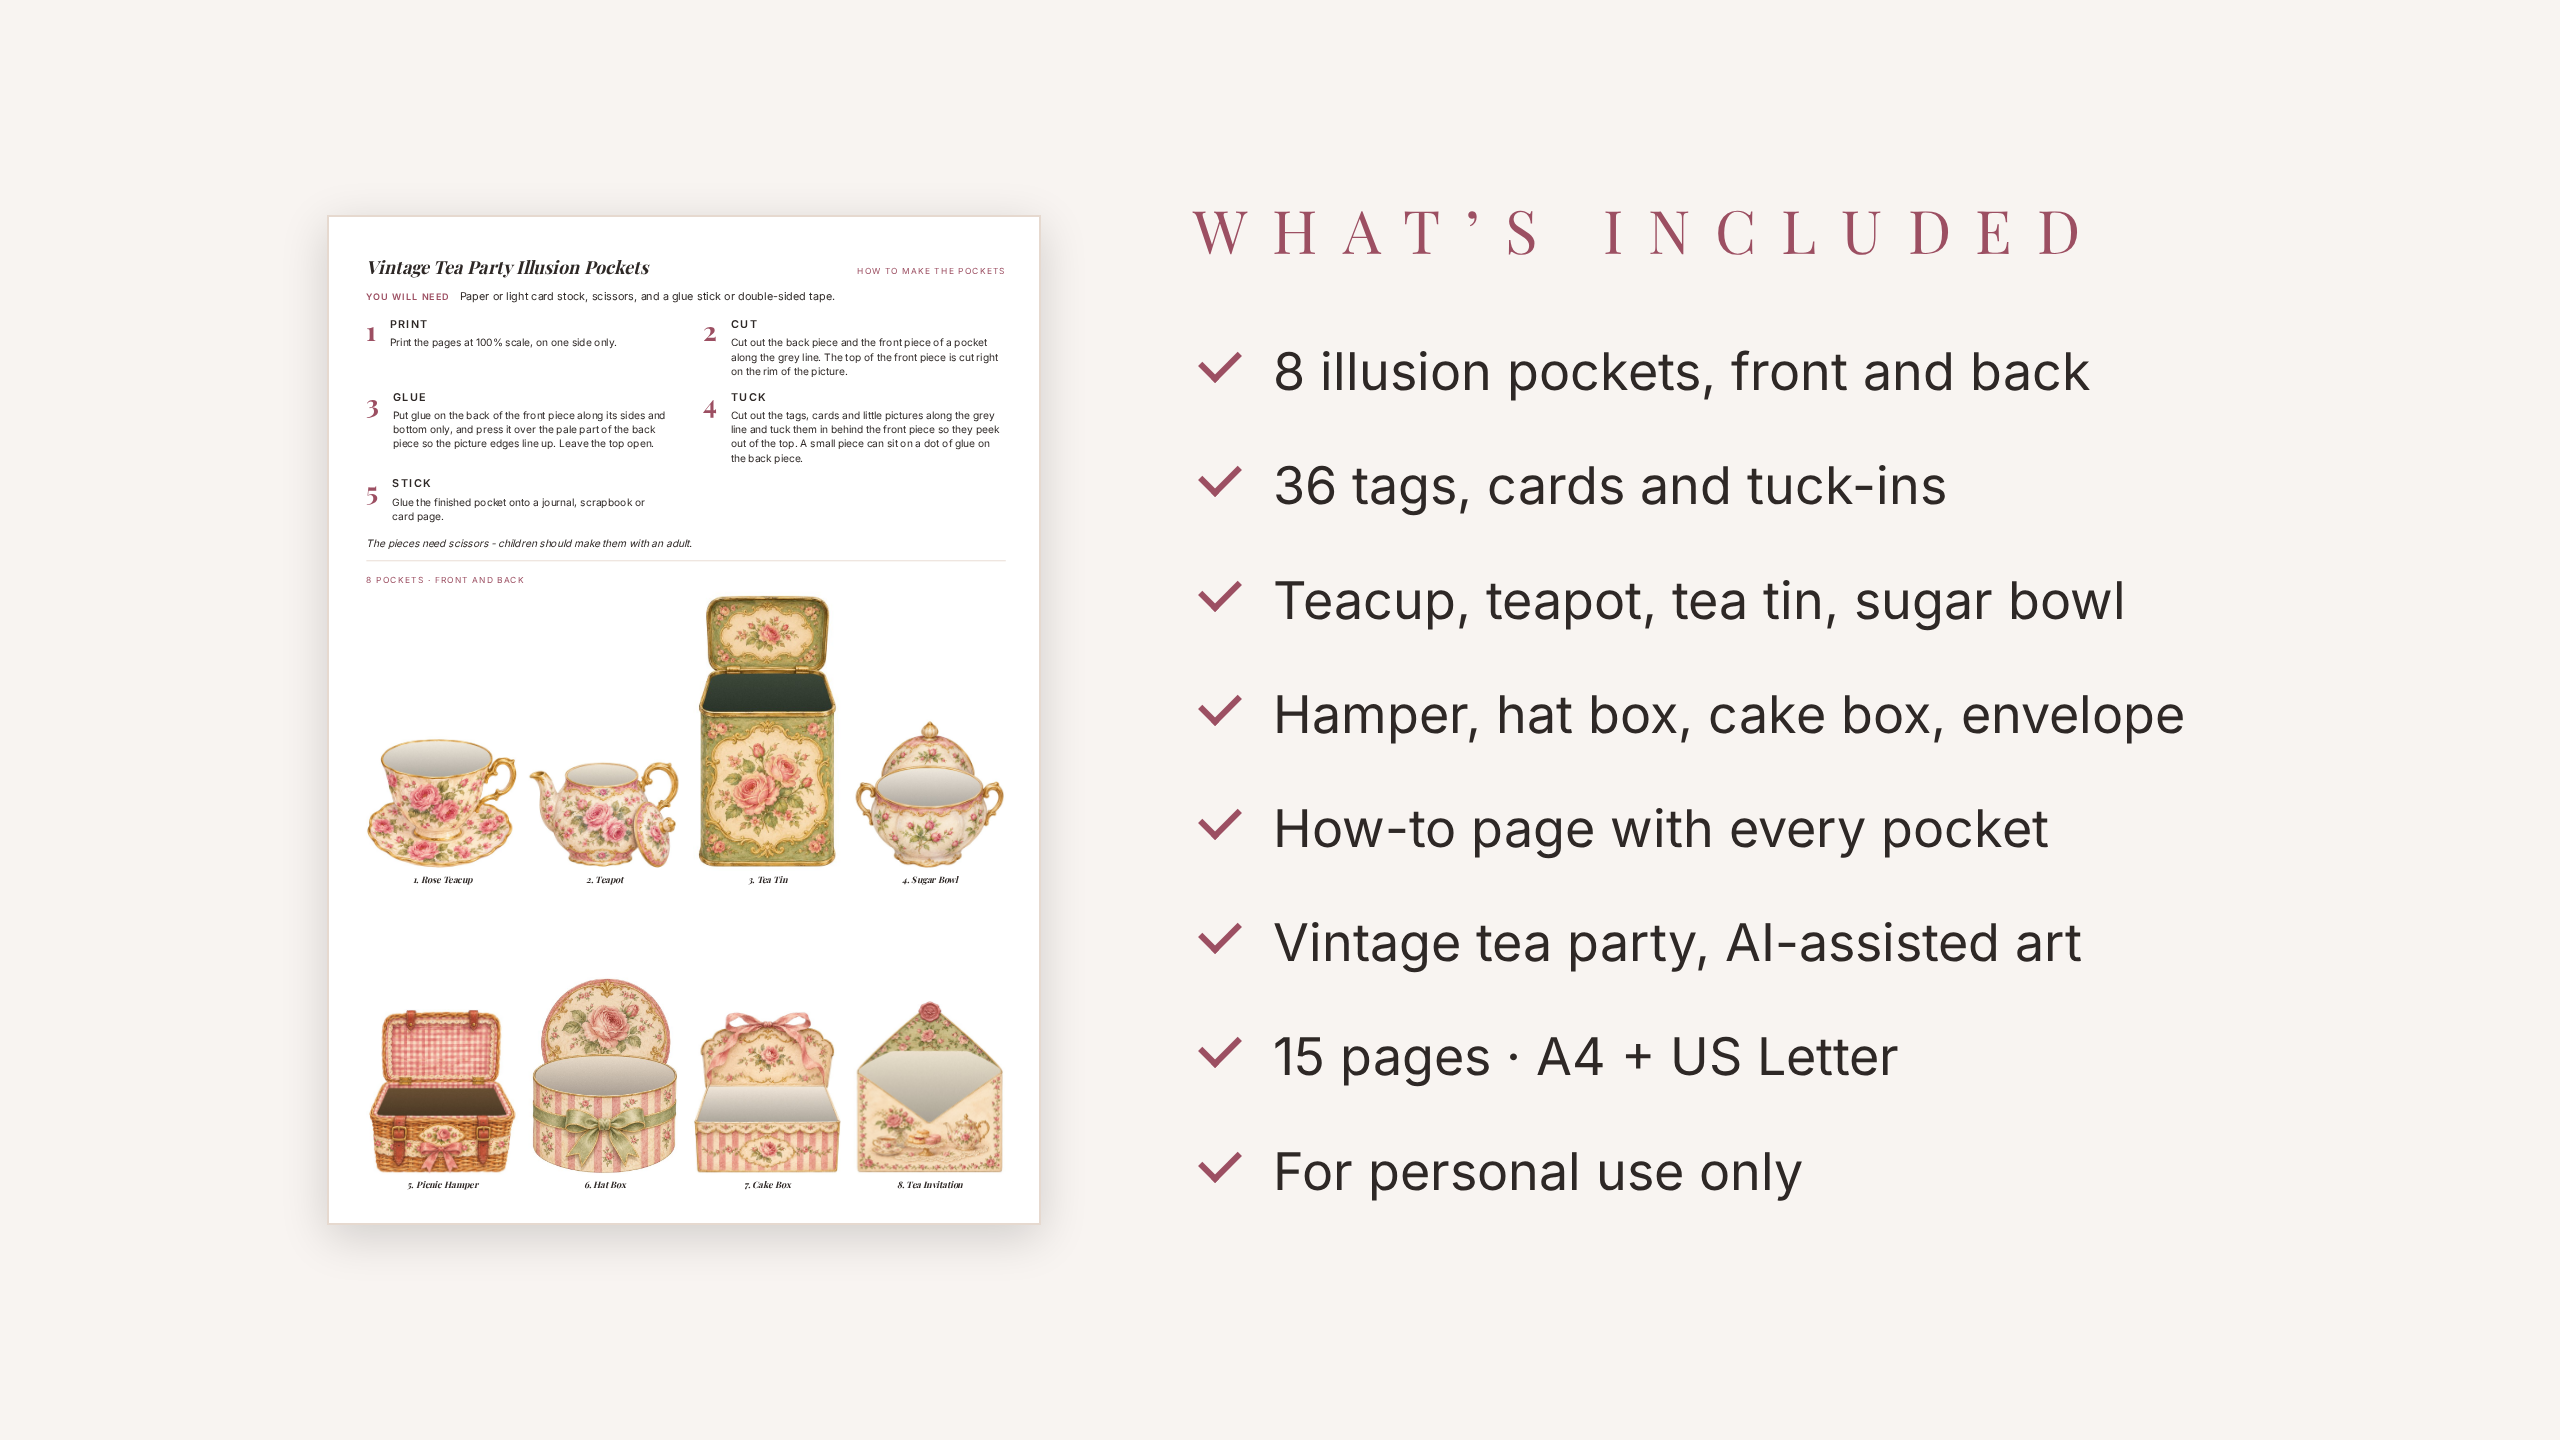 Vintage Tea Party Illusion Pockets
HOW TO MAKE THE POCKETS
YOU WILL NEED Paper or light card stock, scissors, and a glue stick or double-sided tape.
1 PRINT
Print the pages at 100% scale, on one side only.
2 CUT
Cut out the back piece and the front piece of a pocket
along the grey line. The top of the front piece is cut right
on the rim of the picture.
3 GLUE
Put glue on the back of the front piece along its sides and
bottom only, and press it over the pale part of the back
piece so the picture edges line up. Leave the top open.
4 TUCK
Cut out the tags, cards and little pictures along the grey
line and tuck them in behind the front piece so they peek
out of the top. A small piece can sit on a dot of glue on
the back piece.
5 STICK
Glue the finished pocket onto a journal, scrapbook or
card page.
The pieces need scissors - children should make them with an adult.
8 POCKETS · FRONT AND BACK
1. Rose Teacup
2. Teapot
3. Tea Tin
4. Sugar Bowl
5. Picnic Hamper
6. Hat Box
7. Cake Box
8. Tea Invitation
WHAT’S INCLUDED
8 illusion pockets, front and back
36 tags, cards and tuck-ins
Teacup, teapot, tea tin, sugar bowl
Hamper, hat box, cake box, envelope
How-to page with every pocket
Vintage tea party, AI-assisted art
15 pages · A4 + US Letter
For personal use only